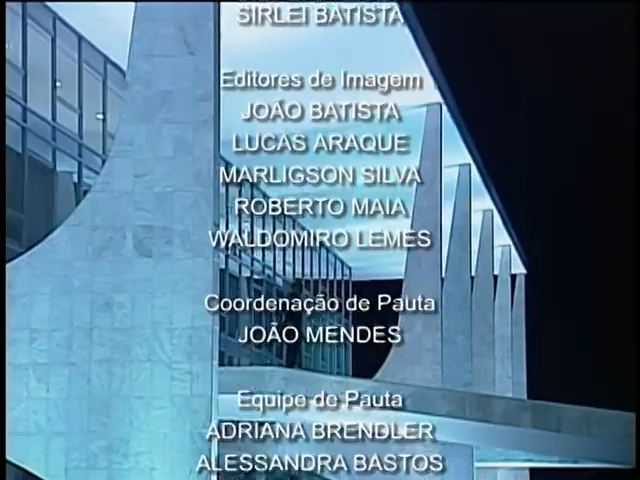 SIRLEI BATISTA
Editores de Imagem
JOÃO BATISTA
LUCAS ARAQUE
MARLIGSON SILVA
ROBERTO MAIA
WALDOMIRO LEMES
Coordenação de Pauta
JOÃO MENDES
Equipe de Pauta
ADRIANA BRENDLER
ALESSANDRA BASTOS